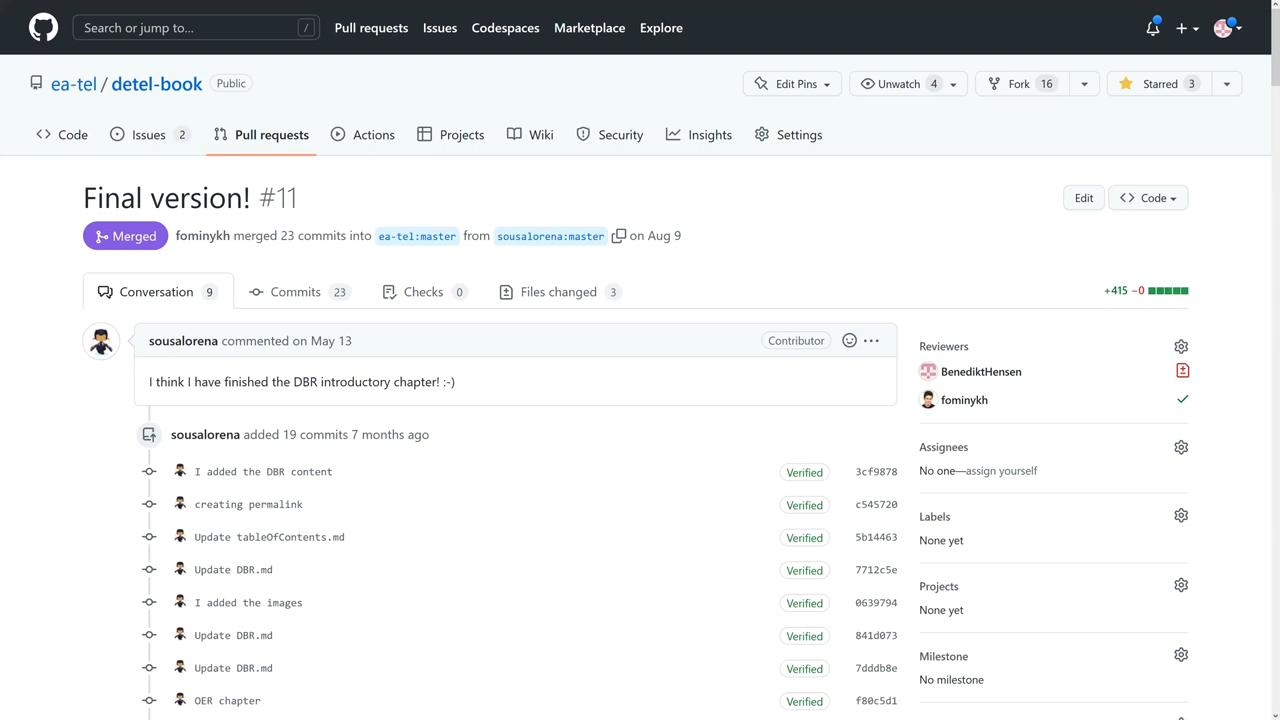 Search or jump to... /
Pull requests Issues Codespaces Marketplace Explore
ea-tel / detel-book Public
Edit Pins Unwatch 4 Fork 16 Starred 3
Code Issues 2 Pull requests Actions Projects Wiki Security Insights Settings
Final version! #11
Edit Code
Merged fominykh merged 23 commits into ea-tel:master from sousalorena:master on Aug 9
Conversation 9 Commits 23 Checks 0 Files changed 3
+415 −0
sousalorena commented on May 13 Contributor
I think I have finished the DBR introductory chapter! :-)
sousalorena added 19 commits 7 months ago
I added the DBR content Verified 3cf9878
creating permalink Verified c545720
Update tableOfContents.md Verified 5b14463
Update DBR.md Verified 7712c5e
I added the images Verified 0639794
Update DBR.md Verified 841d073
Update DBR.md Verified 7dddb8e
OER chapter Verified f80c5d1
Reviewers
BenediktHensen
fominykh
Assignees
No one—assign yourself
Labels
None yet
Projects
None yet
Milestone
No milestone